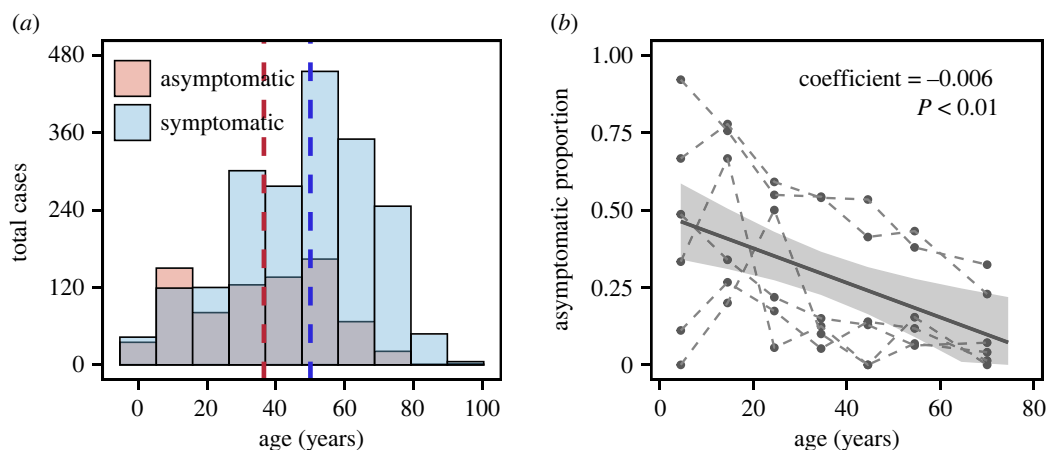 (a)
480
360
240
120
0
total cases
asymptomatic
symptomatic
0 20 40 60 80 100
age (years)
(b)
1.00
0.75
0.50
0.25
0
asymptomatic proportion
coefficient = –0.006
P < 0.01
0 20 40 60 80
age (years)